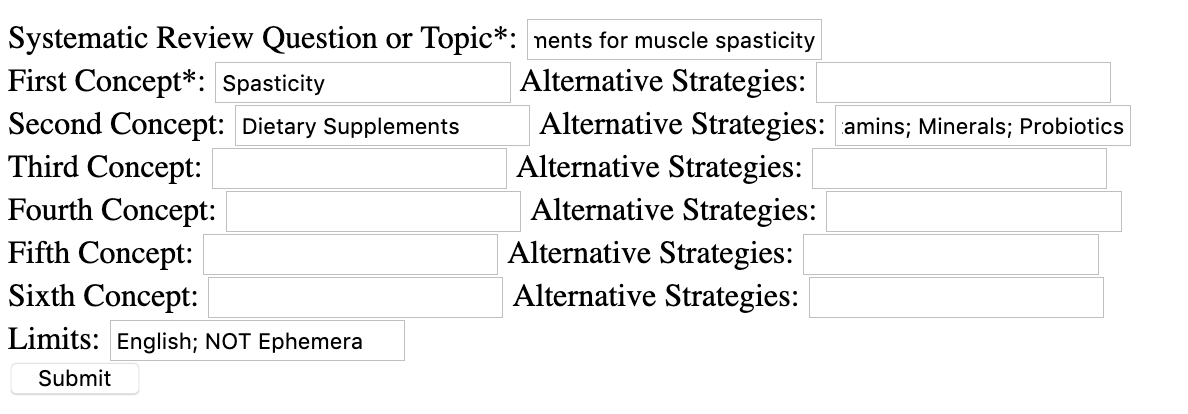 Systematic Review Question or Topic*: for muscle spasticity
First Concept*: Spasticity Alternative Strategies:
Second Concept: Dietary Supplements Alternative Strategies: Minerals; Probiotics
Third Concept: Alternative Strategies:
Fourth Concept: Alternative Strategies:
Fifth Concept: Alternative Strategies:
Sixth Concept: Alternative Strategies:
Limits: English; NOT Ephemera
Submit